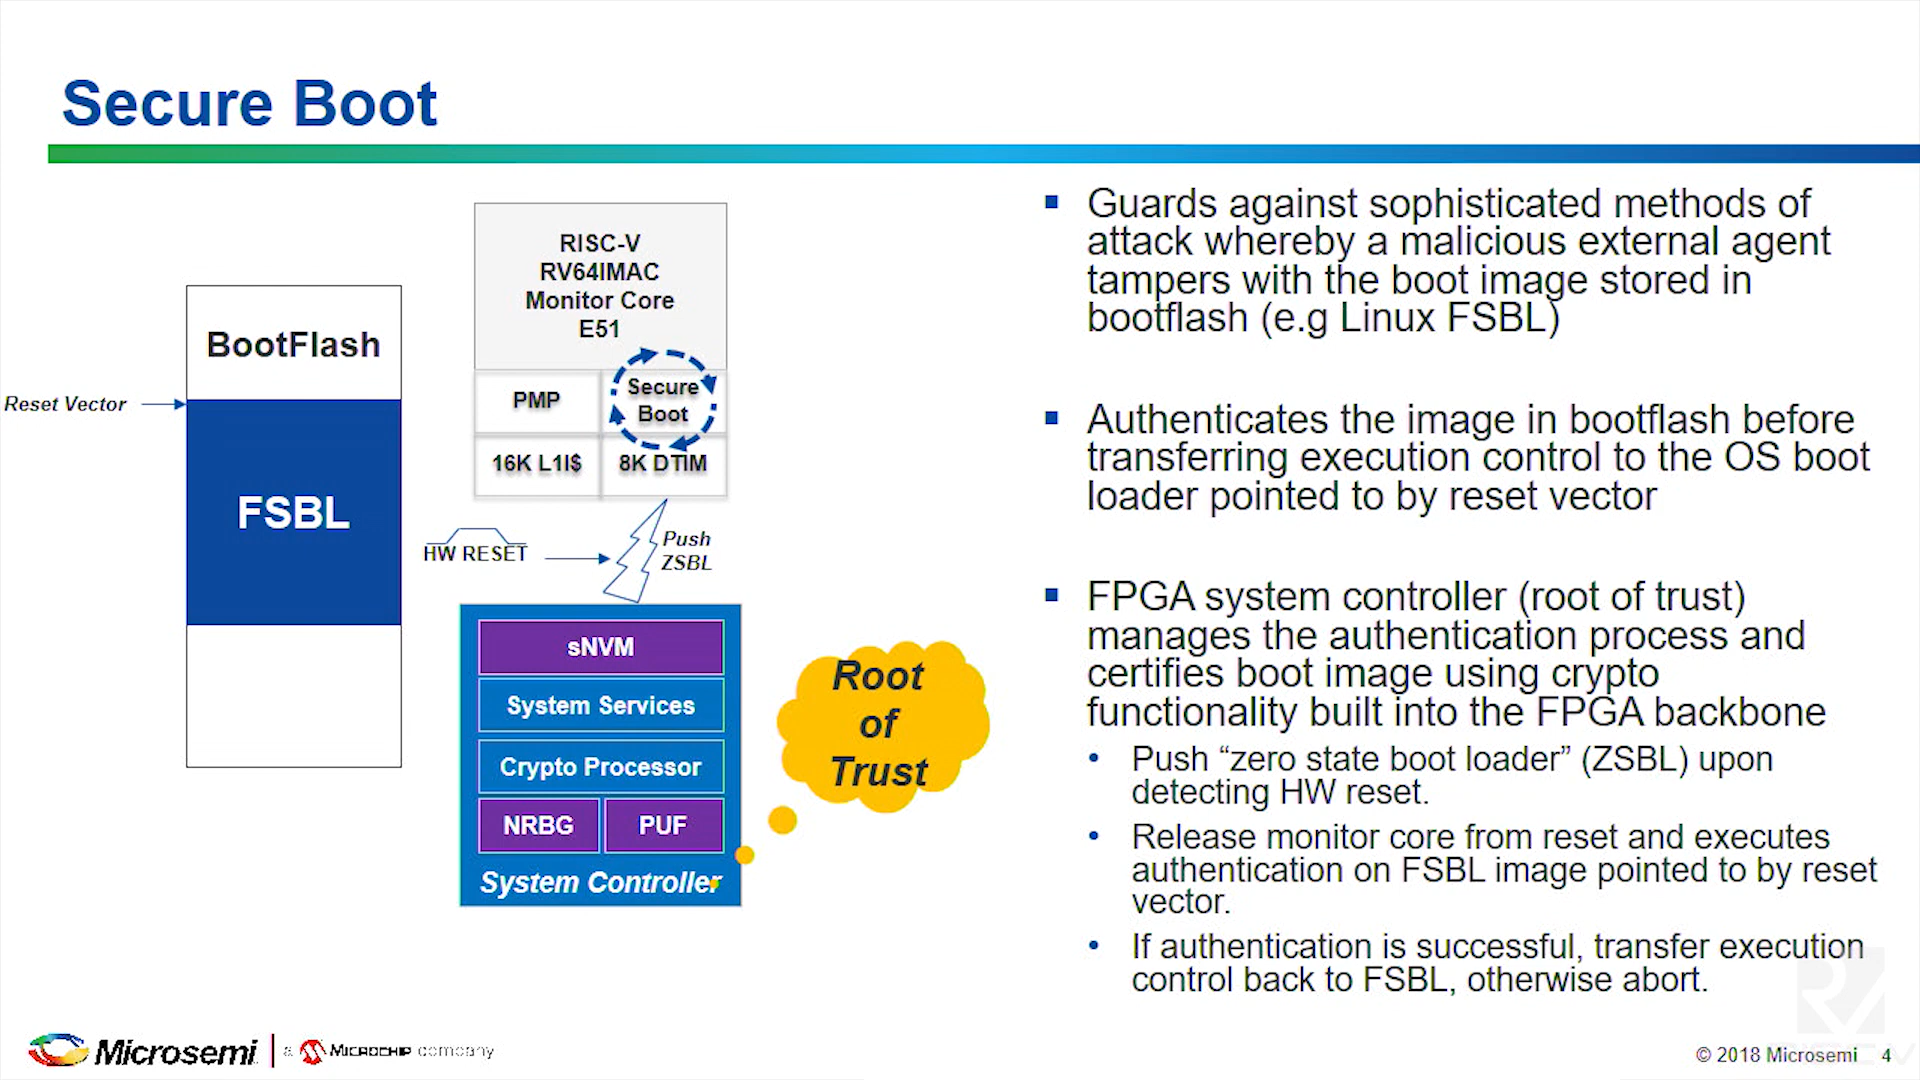 Secure Boot
BootFlash
Reset Vector
FSBL
RISC-V
RV64IMAC
Monitor Core
E51
PMP
Secure
Boot
16K L1I$
8K DTIM
HW RESET
Push
ZSBL
sNVM
System Services
Crypto Processor
NRBG
PUF
System Controller
Root
of
Trust
▪ Guards against sophisticated methods of
attack whereby a malicious external agent
tampers with the boot image stored in
bootflash (e.g Linux FSBL)
▪ Authenticates the image in bootflash before
transferring execution control to the OS boot
loader pointed to by reset vector
▪ FPGA system controller (root of trust)
manages the authentication process and
certifies boot image using crypto
functionality built into the FPGA backbone
• Push “zero state boot loader” (ZSBL) upon
detecting HW reset.
• Release monitor core from reset and executes
authentication on FSBL image pointed to by reset
vector.
• If authentication is successful, transfer execution
control back to FSBL, otherwise abort.
Microsemi
a MICROCHIP company
© 2018 Microsemi 4